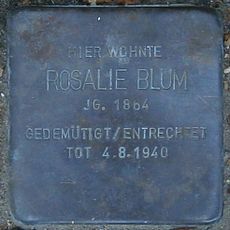 HIER WOHNTE
ROSALIE BLUM
JG. 1864
GEDEMÜTIGT/ENTRECHTET
TOT 4.8.1940